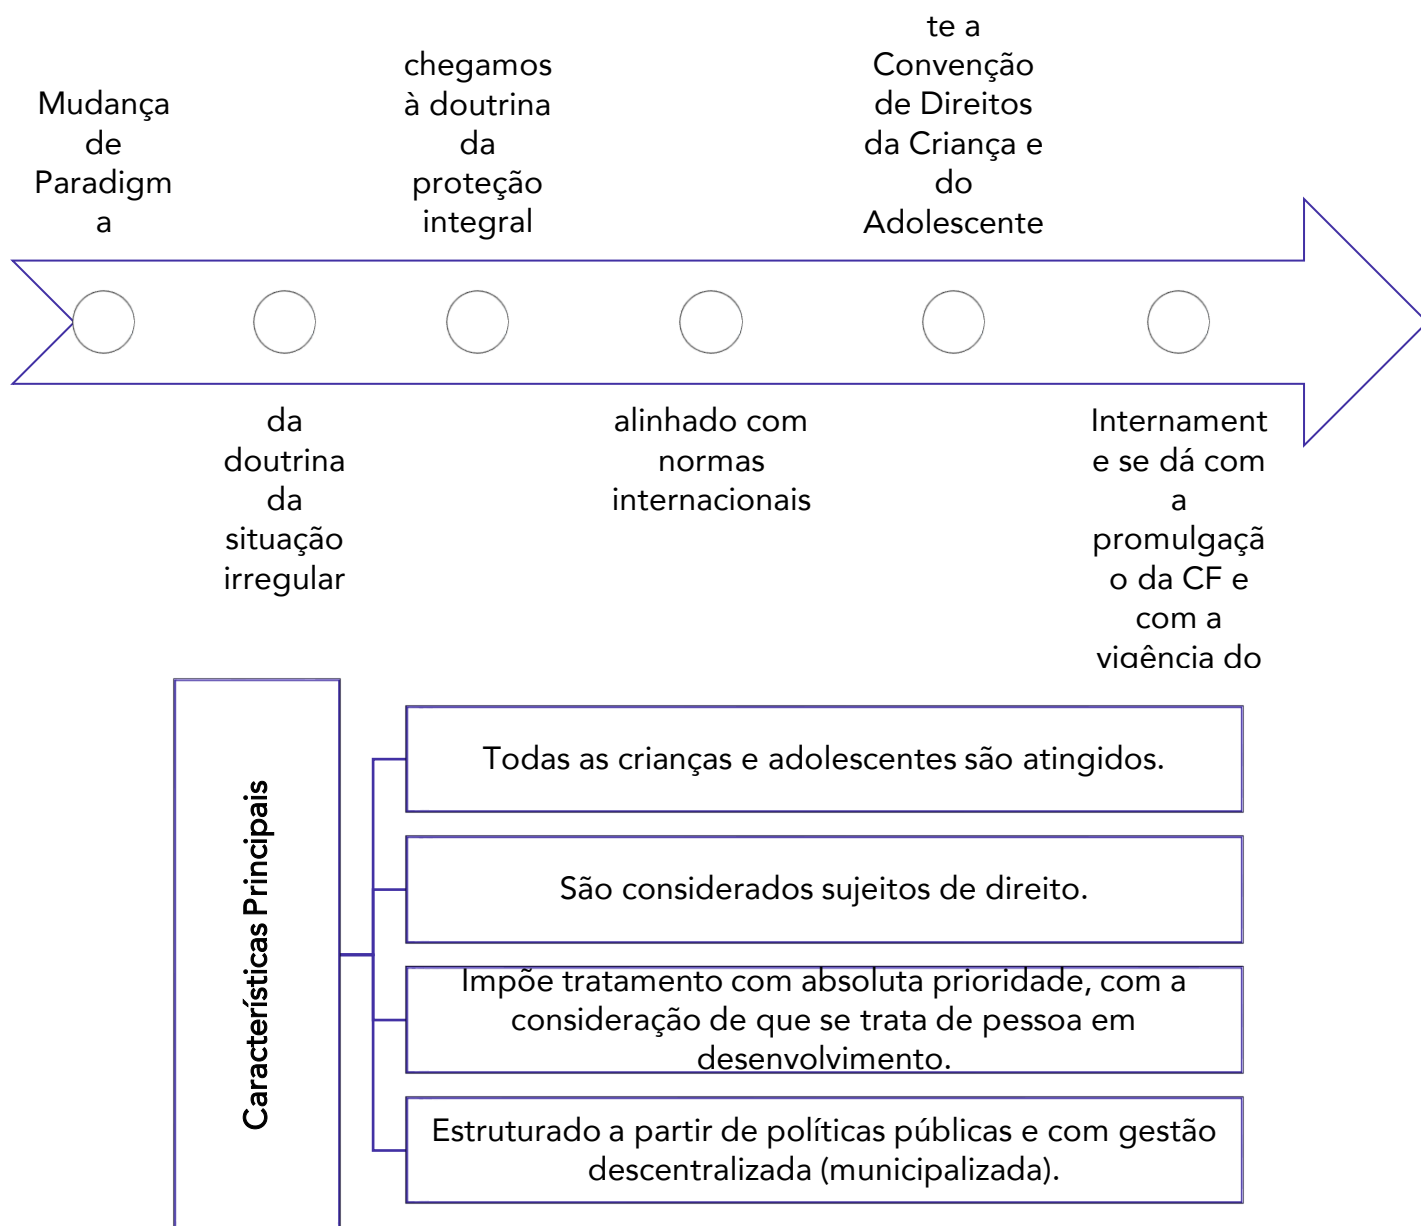 Mudança
de
Paradigm
a
da
doutrina
da
situação
irregular
chegamos
à doutrina
da
proteção
integral
alinhado com
normas
internacionais
te a
Convenção
de Direitos
da Criança e
do
Adolescente
Internament
e se dá com
a
promulgaçã
o da CF e
com a
vigência do
Características Principais
Todas as crianças e adolescentes são atingidos.
São considerados sujeitos de direito.
Impõe tratamento com absoluta prioridade, com a
consideração de que se trata de pessoa em
desenvolvimento.
Estruturado a partir de políticas públicas e com gestão
descentralizada (municipalizada).